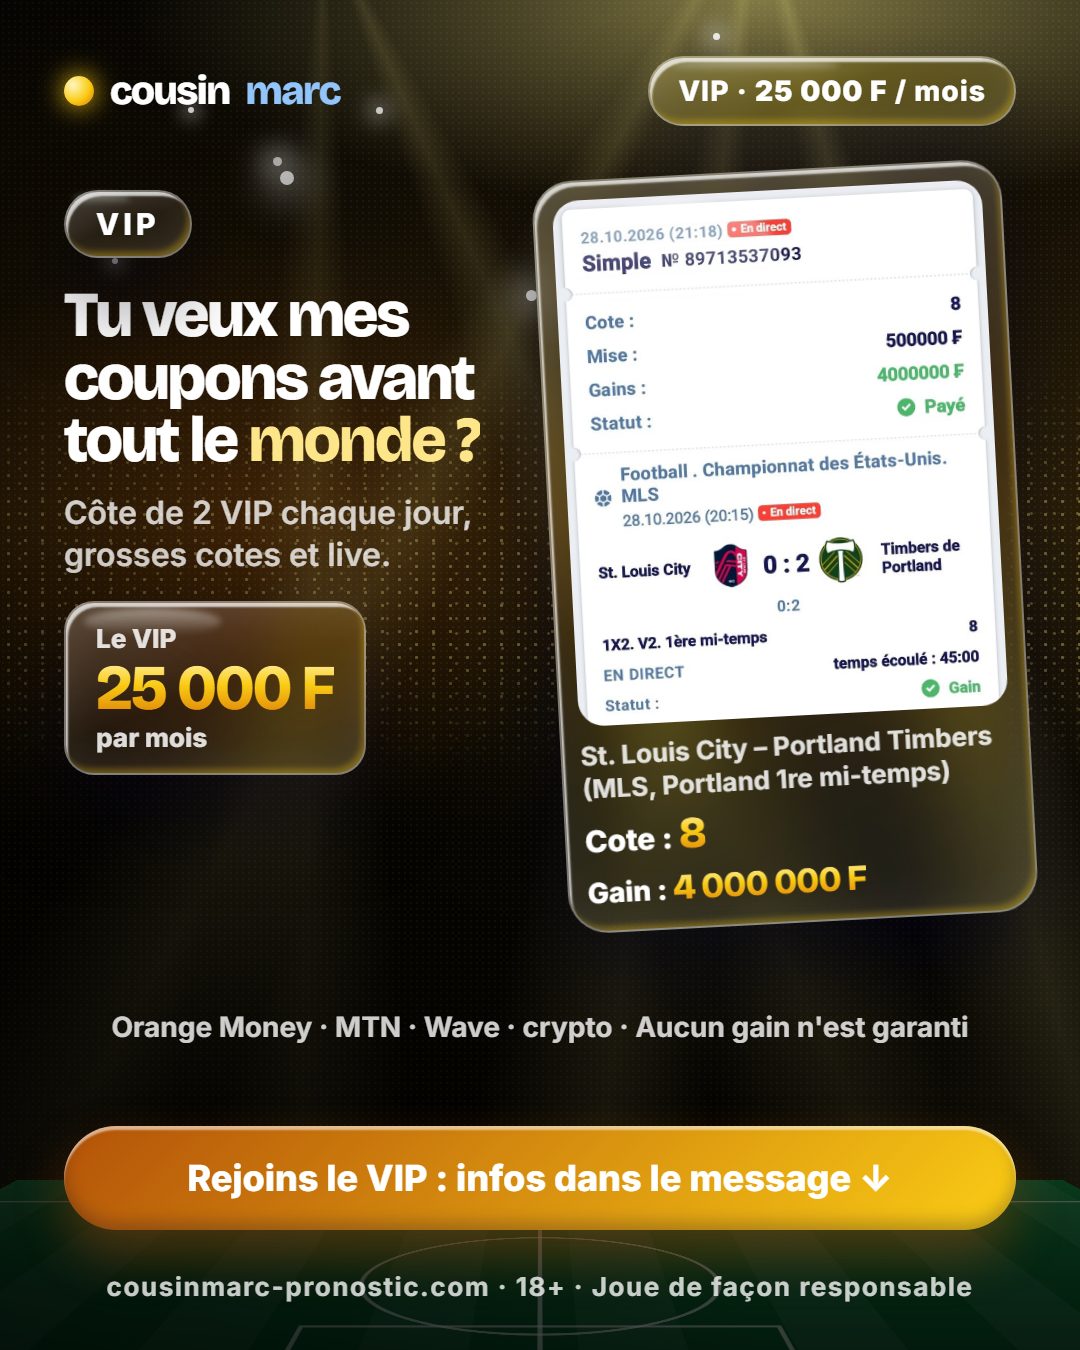 cousin marc
VIP · 25 000 F / mois
VIP
Tu veux mes
coupons avant
tout le monde ?
Côte de 2 VIP chaque jour,
grosses cotes et live.
Le VIP
25 000 F
par mois
28.10.2026 (21:18) • En direct
Simple № 89713537093
Cote : 8
Mise : 500000 ₣
Gains : 4000000 ₣
Statut : Payé
Football . Championnat des États-Unis.
MLS
28.10.2026 (20:15) • En direct
St. Louis City 0 : 2 Timbers de
Portland
0:2
1X2. V2. 1ère mi-temps 8
EN DIRECT temps écoulé : 45:00
Statut : Gain
St. Louis City – Portland Timbers
(MLS, Portland 1re mi-temps)
Cote : 8
Gain : 4 000 000 F
Orange Money · MTN · Wave · crypto · Aucun gain n'est garanti
Rejoins le VIP : infos dans le message ↓
cousinmarc-pronostic.com · 18+ · Joue de façon responsable